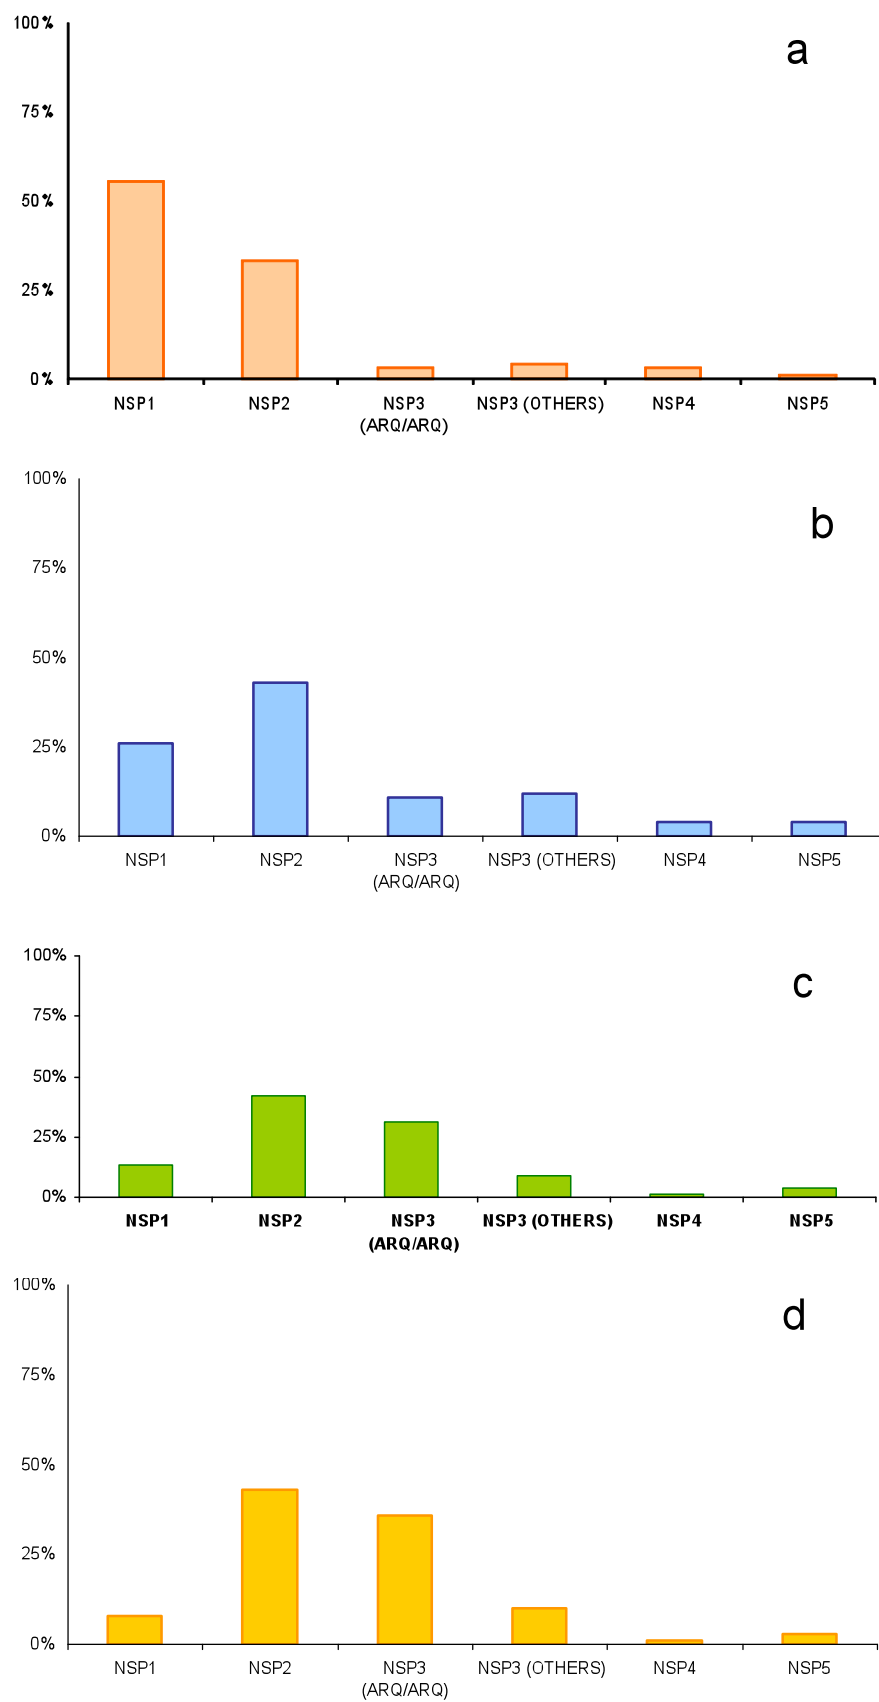 100%
a
75%
50%
25%
0%
NSP1 NSP2 NSP3 NSP3 (OTHERS) NSP4 NSP5
(ARQ/ARQ)
100%
b
75%
50%
25%
0%
NSP1 NSP2 NSP3 NSP3 (OTHERS) NSP4 NSP5
(ARQ/ARQ)
100%
c
75%
50%
25%
0%
NSP1 NSP2 NSP3 NSP3 (OTHERS) NSP4 NSP5
(ARQ/ARQ)
100%
d
75%
50%
25%
0%
NSP1 NSP2 NSP3 NSP3 (OTHERS) NSP4 NSP5
(ARQ/ARQ)